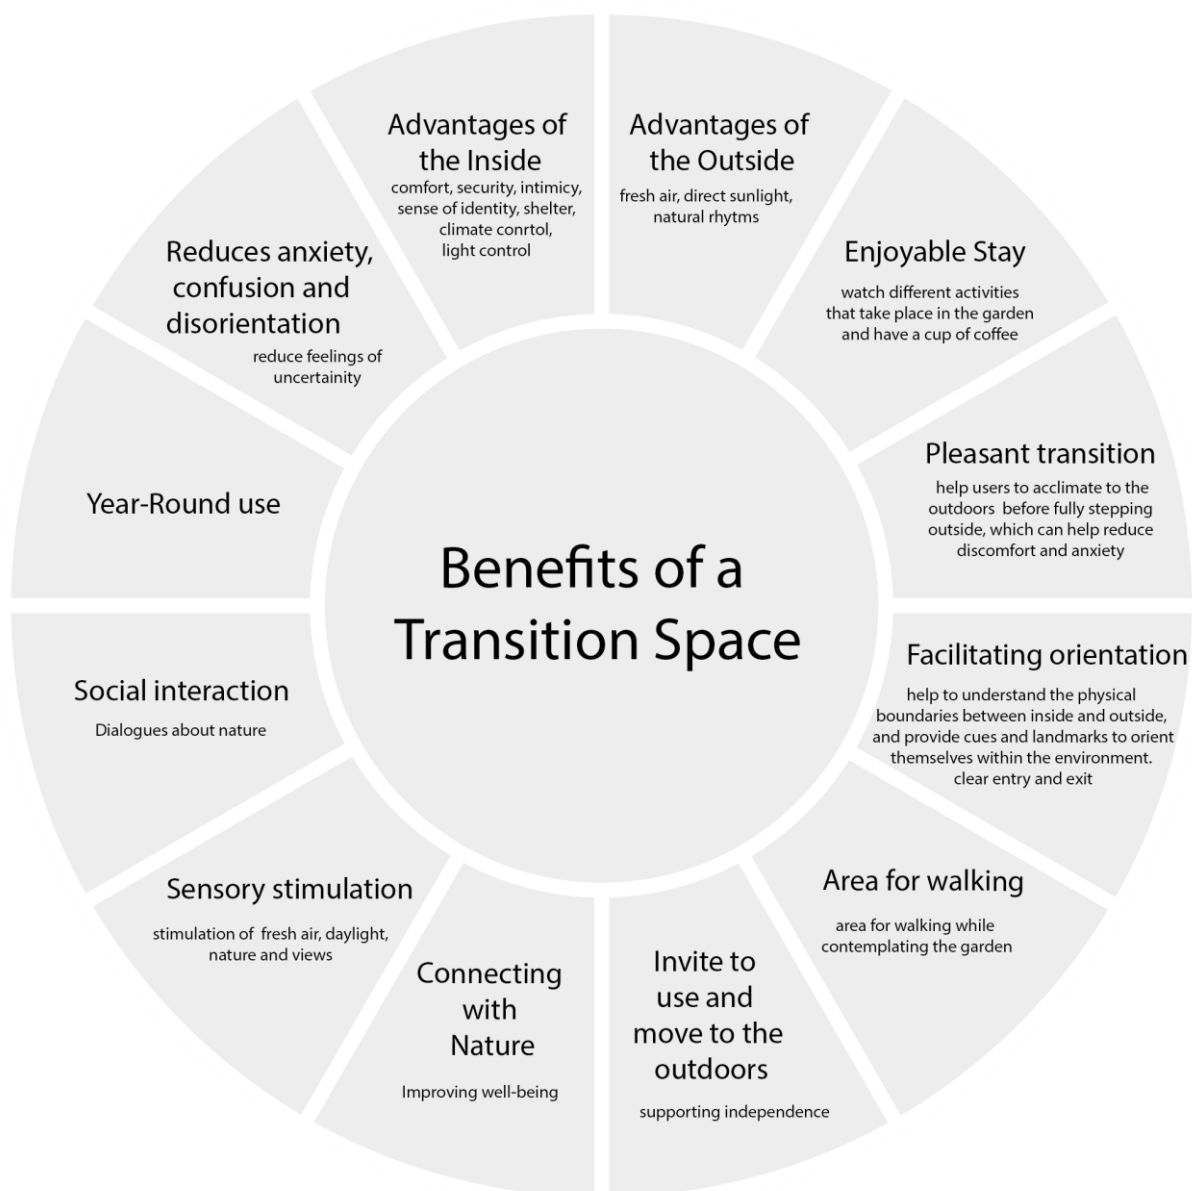 Benefits of a
Transition Space
Advantages of
the Outside
fresh air, direct sunlight,
natural rhytms
Enjoyable Stay
watch different activities
that take place in the garden
and have a cup of coffee
Pleasant transition
help users to acclimate to the
outdoors before fully stepping
outside, which can help reduce
discomfort and anxiety
Facilitating orientation
help to understand the physical
boundaries between inside and outside,
and provide cues and landmarks to orient
themselves within the environment.
clear entry and exit
Area for walking
area for walking while
contemplating the garden
Invite to
use and
move to the
outdoors
supporting independence
Connecting
with
Nature
Improving well-being
Sensory stimulation
stimulation of fresh air, daylight,
nature and views
Social interaction
Dialogues about nature
Year-Round use
Reduces anxiety,
confusion and
disorientation
reduce feelings of
uncertainity
Advantages of
the Inside
comfort, security, intimicy,
sense of identity, shelter,
climate conrtol,
light control